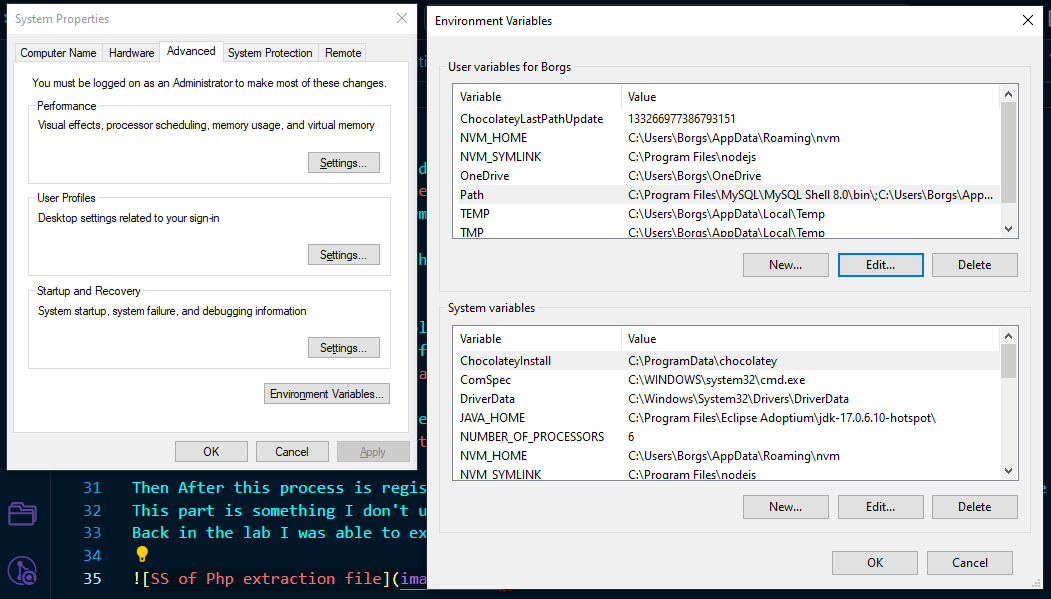 System Properties
Computer Name Hardware Advanced System Protection Remote
You must be logged on as an Administrator to make most of these changes.
Performance
Visual effects, processor scheduling, memory usage, and virtual memory
Settings...
User Profiles
Desktop settings related to your sign-in
Settings...
Startup and Recovery
System startup, system failure, and debugging information
Settings...
Environment Variables...
OK Cancel Apply
Environment Variables
User variables for Borgs
Variable Value
ChocolateyLastPathUpdate 133266977386793151
NVM_HOME C:\Users\Borgs\AppData\Roaming\nvm
NVM_SYMLINK C:\Program Files\nodejs
OneDrive C:\Users\Borgs\OneDrive
Path C:\Program Files\MySQL\MySQL Shell 8.0\bin\;C:\Users\Borgs\App...
TEMP C:\Users\Borgs\AppData\Local\Temp
TMP C:\Users\Borgs\AppData\Local\Temp
New... Edit... Delete
System variables
Variable Value
ChocolateyInstall C:\ProgramData\chocolatey
ComSpec C:\WINDOWS\system32\cmd.exe
DriverData C:\Windows\System32\Drivers\DriverData
JAVA_HOME C:\Program Files\Eclipse Adoptium\jdk-17.0.6.10-hotspot\
NUMBER_OF_PROCESSORS 6
NVM_HOME C:\Users\Borgs\AppData\Roaming\nvm
NVM_SYMLINK C:\Program Files\nodejs
New... Edit... Delete
OK Cancel
31 Then After this process is regis
32 This part is something I don't u
33 Back in the lab I was able to ex
34
35 ![SS of Php extraction file](ima